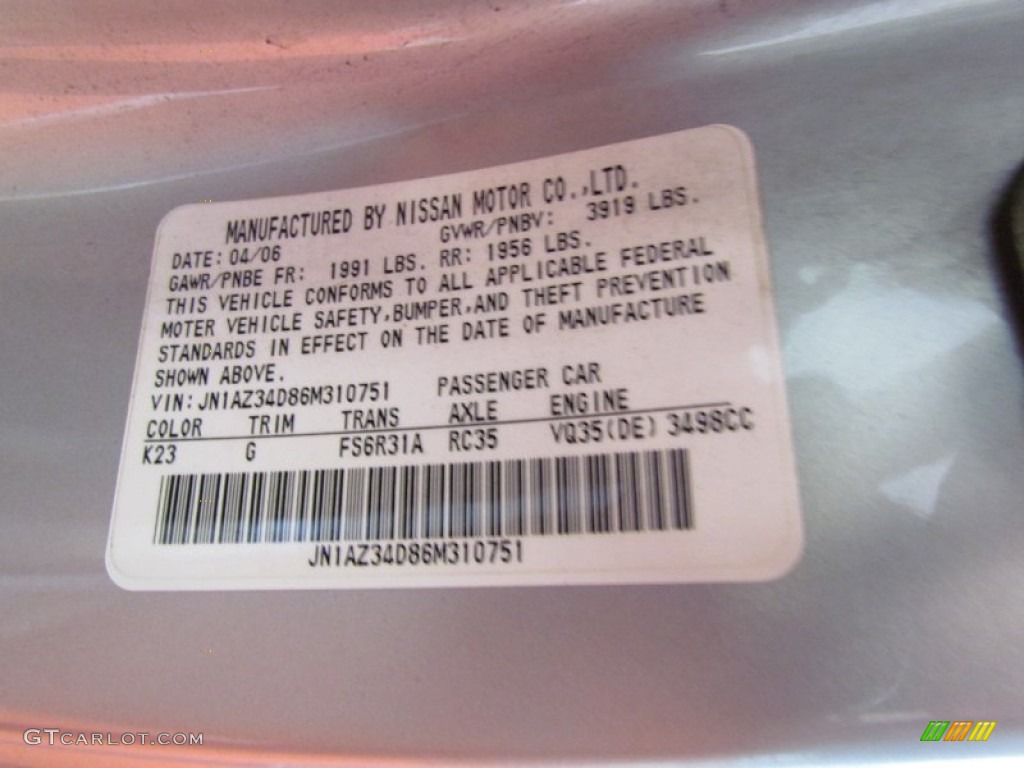 MANUFACTURED BY NISSAN MOTOR CO.,LTD.
DATE: 04/06 GVWR/PNBV: 3919 LBS.
GAWR/PNBE FR: 1991 LBS. RR: 1956 LBS.
THIS VEHICLE CONFORMS TO ALL APPLICABLE FEDERAL
MOTER VEHICLE SAFETY,BUMPER,AND THEFT PREVENTION
STANDARDS IN EFFECT ON THE DATE OF MANUFACTURE
SHOWN ABOVE.
VIN: JN1AZ34D86M310751 PASSENGER CAR
COLOR TRIM TRANS AXLE ENGINE
K23 G FS6R31A RC35 VQ35(DE) 3498CC
JN1AZ34D86M310751
GTCARLOT.COM